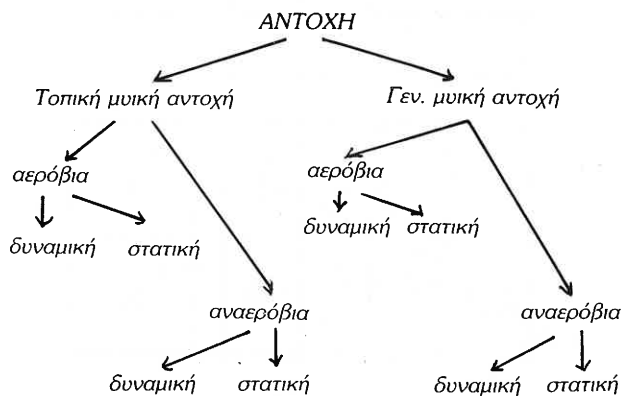 ΑΝΤΟΧΗ
Τοπική μυική αντοχή
Γεν. μυική αντοχή
αερόβια
αερόβια
δυναμική στατική
δυναμική στατική
αναερόβια
αναερόβια
δυναμική στατική
δυναμική στατική